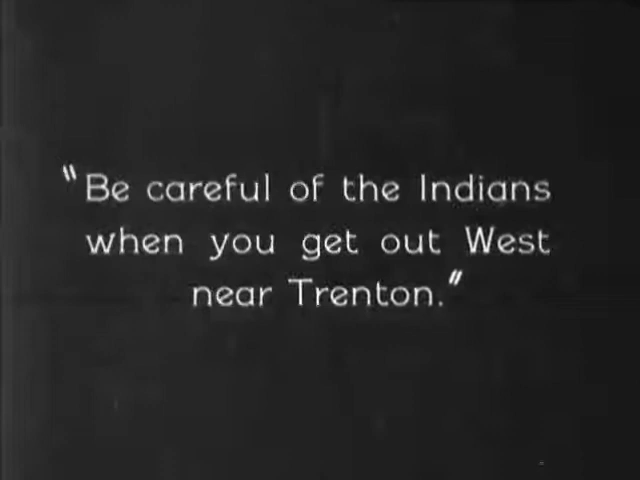 "Be careful of the Indians
when you get out West
near Trenton."